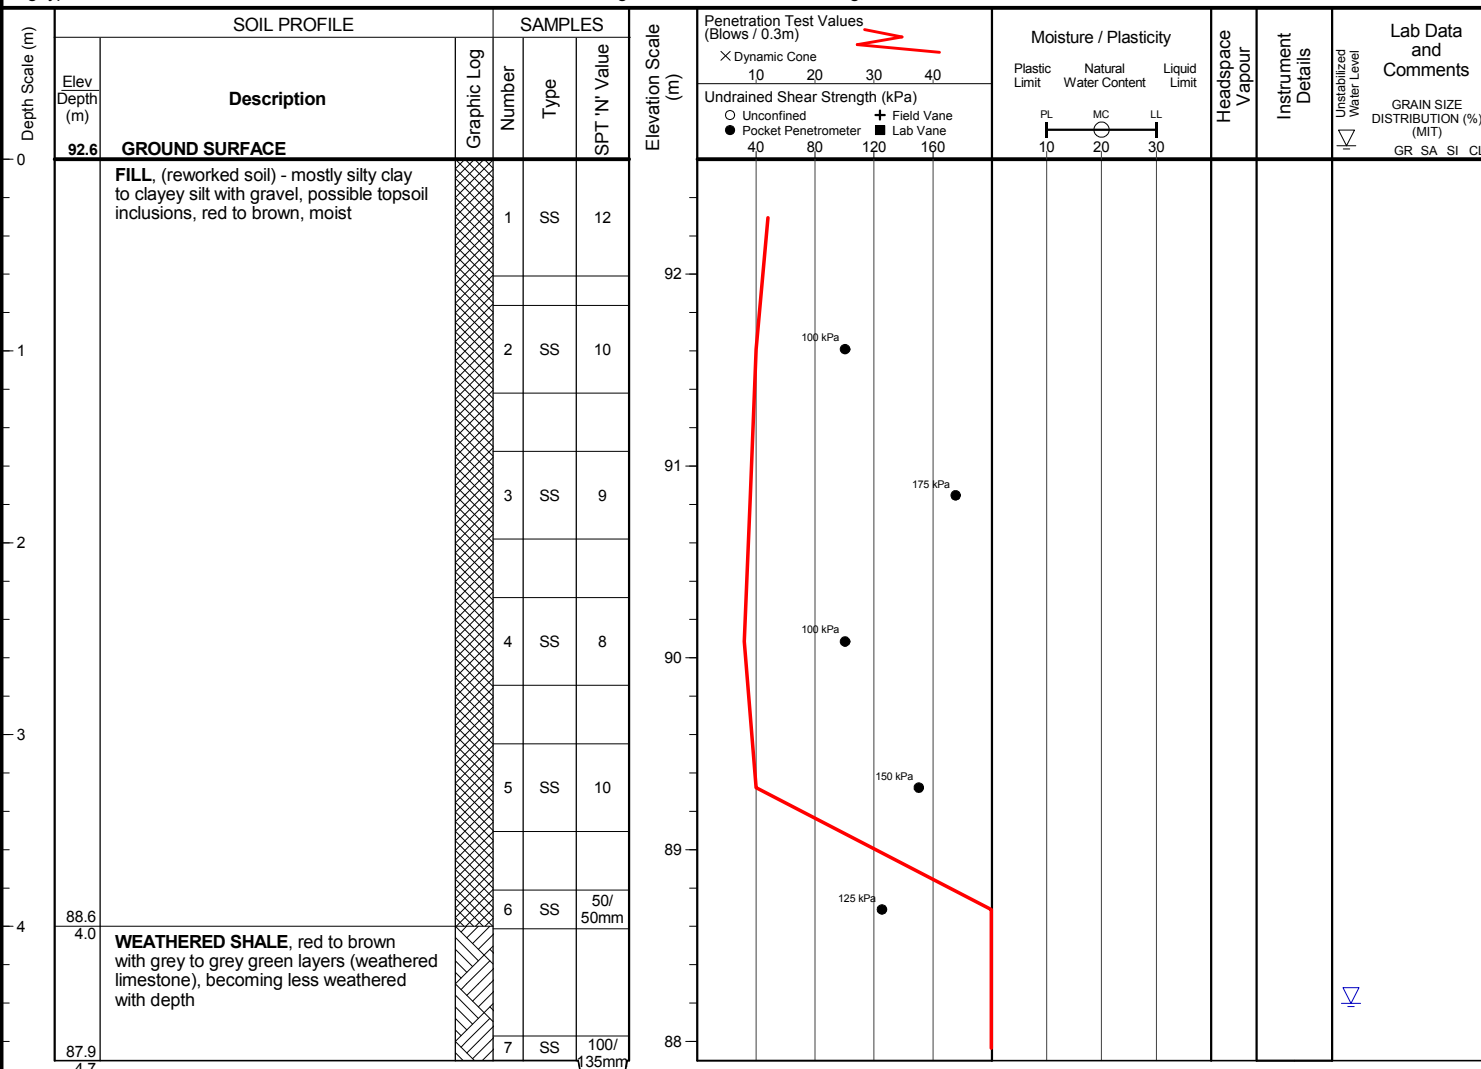 SOIL PROFILE
SAMPLES
Penetration Test Values
(Blows / 0.3m)
Dynamic Cone
10 20 30 40
Undrained Shear Strength (kPa)
Unconfined
Field Vane
Pocket Penetrometer
Lab Vane
40 80 120 160
Moisture / Plasticity
Plastic Limit
Natural Water Content
Liquid Limit
PL MC LL
10 20 30
Headspace Vapour
Instrument Details
Unstabilized Water Level
Lab Data
and
Comments
GRAIN SIZE
DISTRIBUTION (%)
(MIT)
GR SA SI CL
Depth Scale (m)
Elev
Depth
(m)
Description
Graphic Log
Number
Type
SPT 'N' Value
Elevation Scale (m)
92.6 GROUND SURFACE
0
FILL, (reworked soil) - mostly silty clay
to clayey silt with gravel, possible topsoil
inclusions, red to brown, moist
1 SS 12
92
100 kPa
1
2 SS 10
91
175 kPa
3 SS 9
2
100 kPa
4 SS 8
90
3
150 kPa
5 SS 10
89
125 kPa
6 SS 50/
50mm
88.6
4
4.0
WEATHERED SHALE, red to brown
with grey to grey green layers (weathered
limestone), becoming less weathered
with depth
88
87.9
7 SS 100/
135mm
4.7